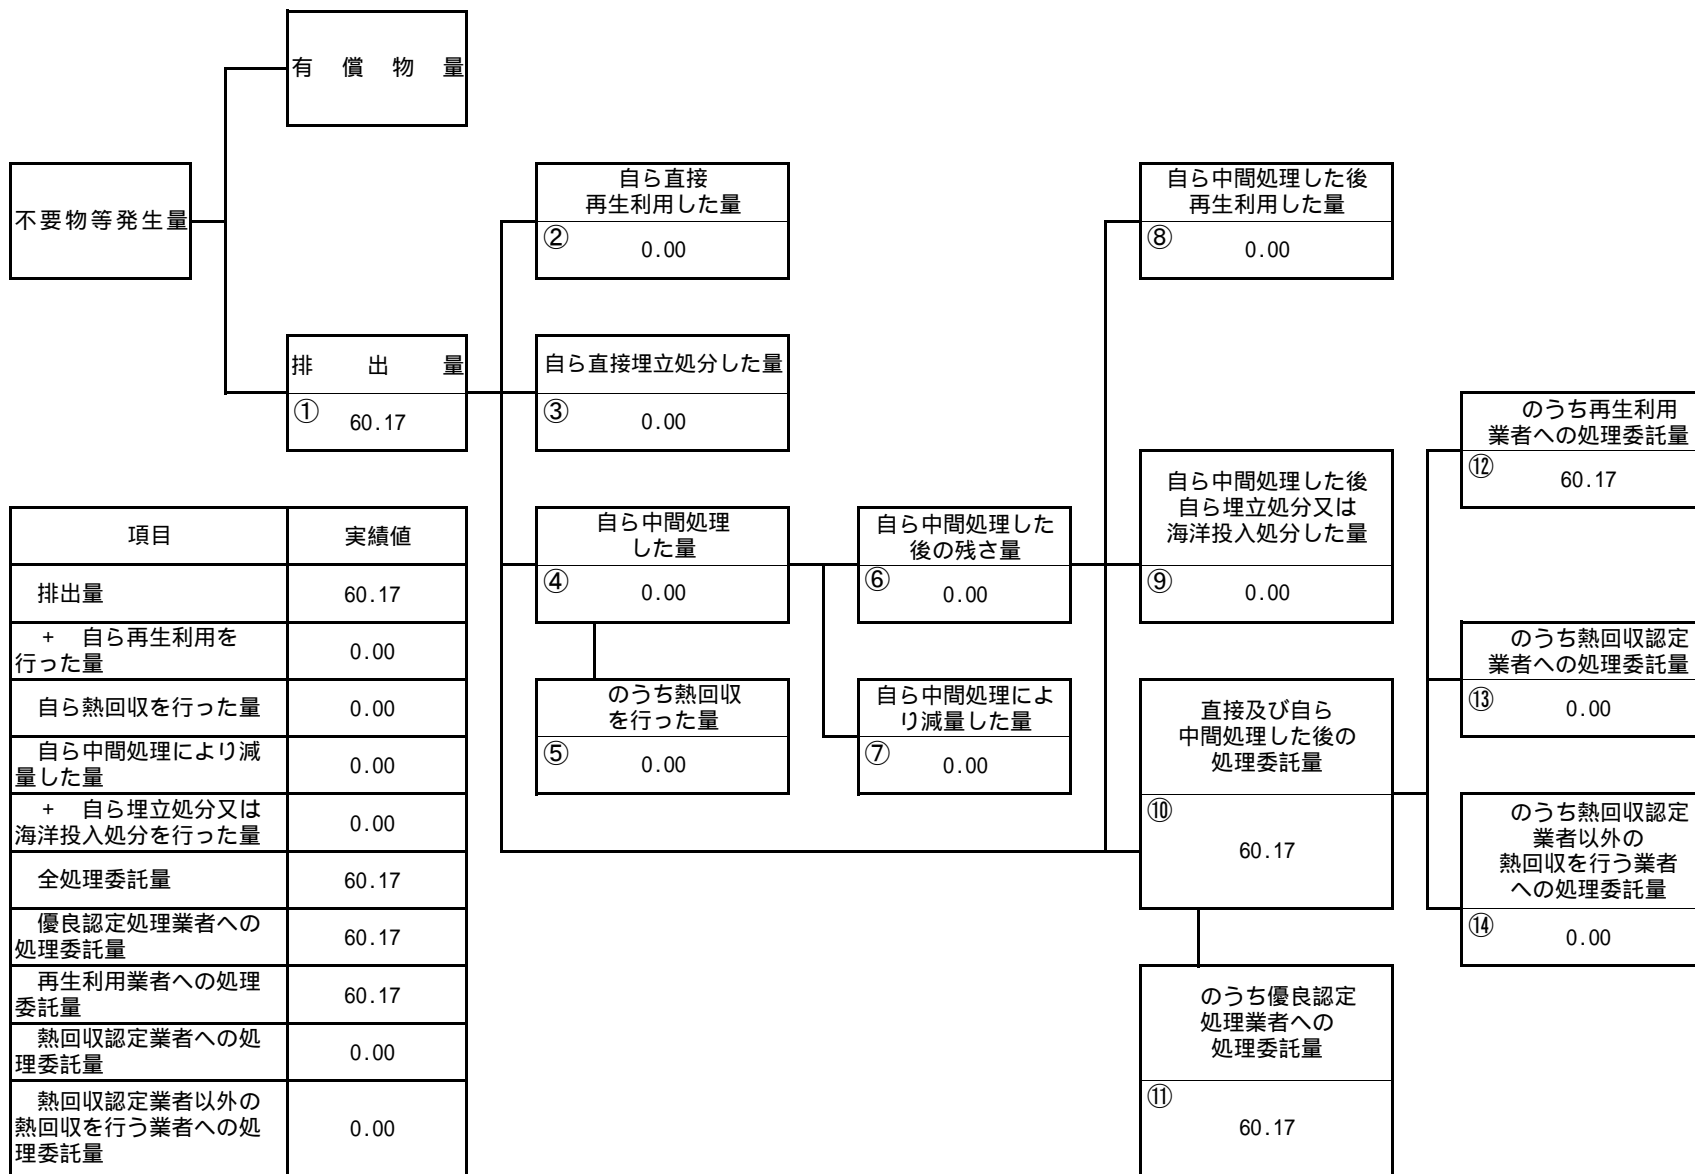 有償物量
不要物等発生量
排出量
① 60.17
自ら直接
再生利用した量
② 0.00
自ら直接埋立処分した量
③ 0.00
自ら中間処理
した量
④ 0.00
のうち熱回収
を行った量
⑤ 0.00
自ら中間処理した
後の残さ量
⑥ 0.00
自ら中間処理によ
り減量した量
⑦ 0.00
自ら中間処理した後
再生利用した量
⑧ 0.00
自ら中間処理した後
自ら埋立処分又は
海洋投入処分した量
⑨ 0.00
直接及び自ら
中間処理した後の
処理委託量
⑩
60.17
のうち優良認定
処理業者への
処理委託量
⑪
60.17
のうち再生利用
業者への処理委託量
⑫ 60.17
のうち熱回収認定
業者への処理委託量
⑬ 0.00
のうち熱回収認定
業者以外の
熱回収を行う業者
への処理委託量
⑭ 0.00
項目 実績値
排出量 60.17
+ 自ら再生利用を
行った量 0.00
自ら熱回収を行った量 0.00
自ら中間処理により減
量した量 0.00
+ 自ら埋立処分又は
海洋投入処分を行った量 0.00
全処理委託量 60.17
優良認定処理業者への
処理委託量 60.17
再生利用業者への処理
委託量 60.17
熱回収認定業者への処
理委託量 0.00
熱回収認定業者以外の
熱回収を行う業者への処
理委託量 0.00